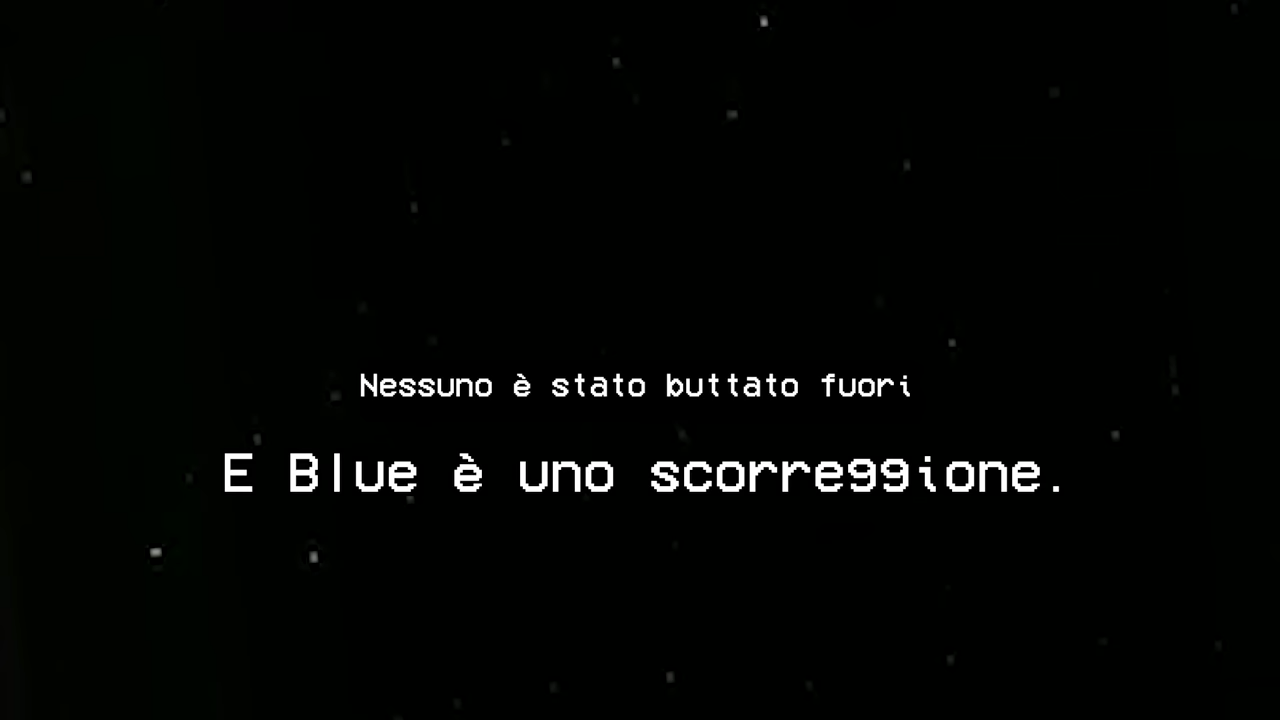 Nessuno è stato buttato fuori
E Blue è uno scorreggione.